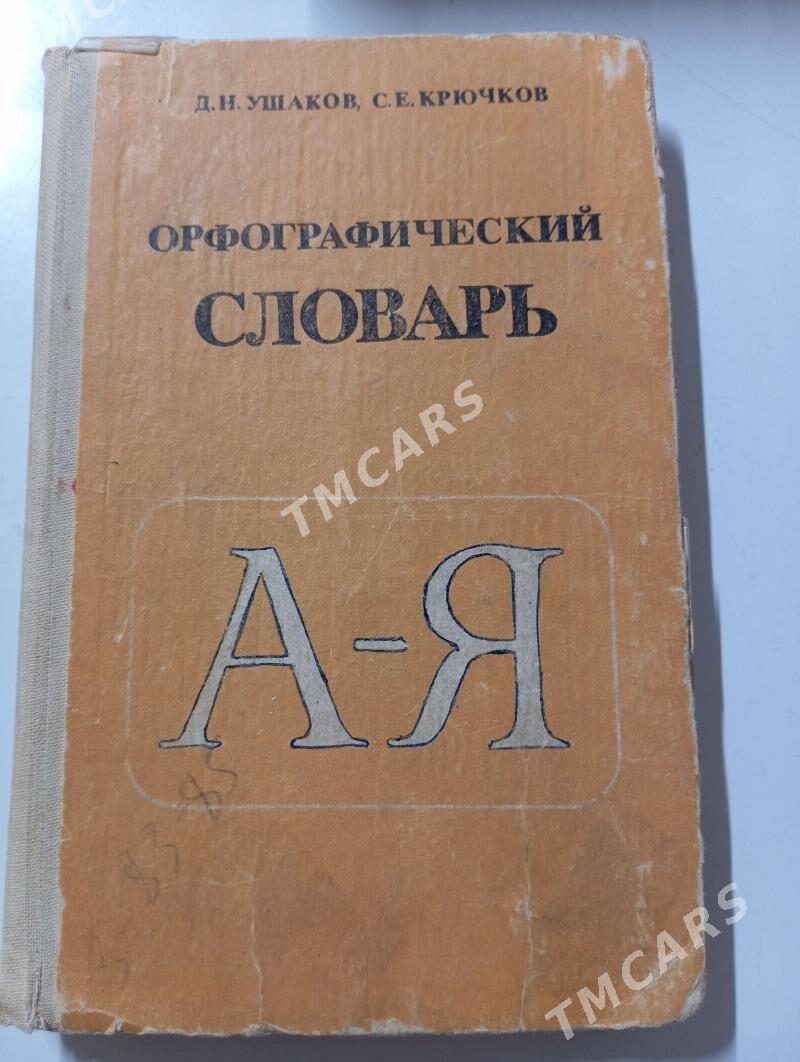 Д.Н. УШАКОВ, С.Е. КРЮЧКОВ
ОРФОГРАФИЧЕСКИЙ
СЛОВАРЬ
TMCARS
А-Я
TMCARS